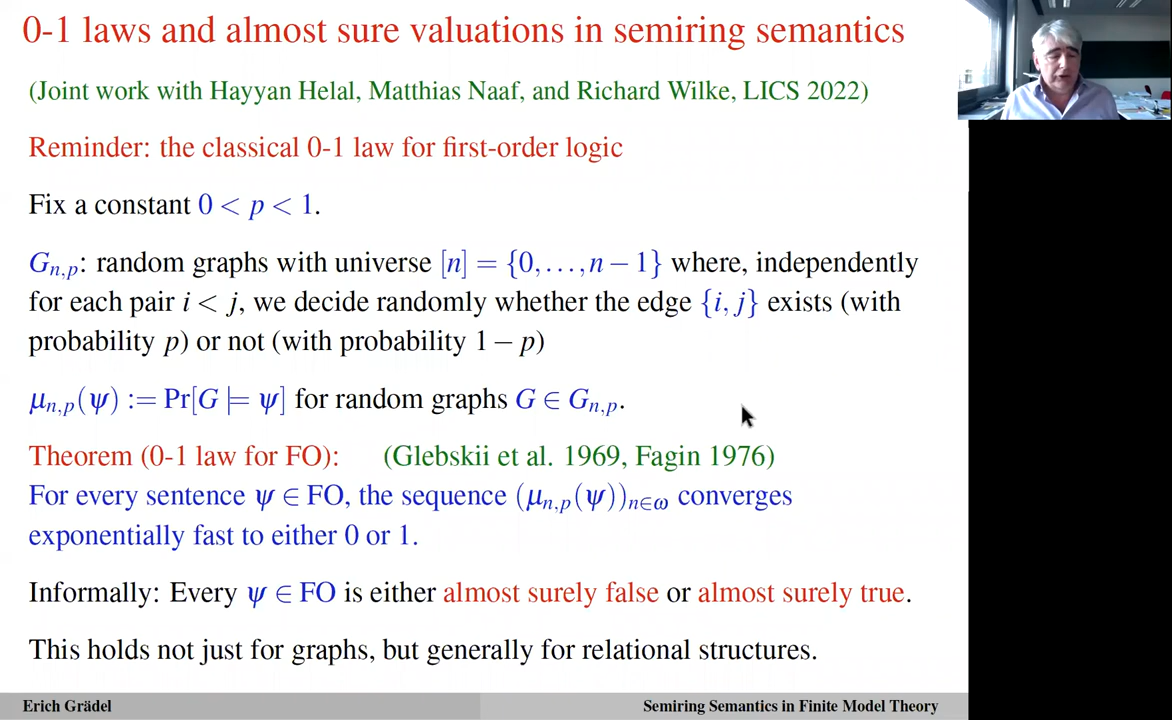 0-1 laws and almost sure valuations in semiring semantics
(Joint work with Hayyan Helal, Matthias Naaf, and Richard Wilke, LICS 2022)
Reminder: the classical 0-1 law for first-order logic
Fix a constant 0 < p < 1.
Gₙ,ₚ: random graphs with universe [n] = {0,…,n − 1} where, independently
for each pair i < j, we decide randomly whether the edge {i, j} exists (with
probability p) or not (with probability 1 − p)
μₙ,ₚ(ψ) := Pr[G ⊨ ψ] for random graphs G ∈ Gₙ,ₚ.
Theorem (0-1 law for FO): (Glebskii et al. 1969, Fagin 1976)
For every sentence ψ ∈ FO, the sequence (μₙ,ₚ(ψ))n∈ω converges
exponentially fast to either 0 or 1.
Informally: Every ψ ∈ FO is either almost surely false or almost surely true.
This holds not just for graphs, but generally for relational structures.
Erich Grädel Semiring Semantics in Finite Model Theory